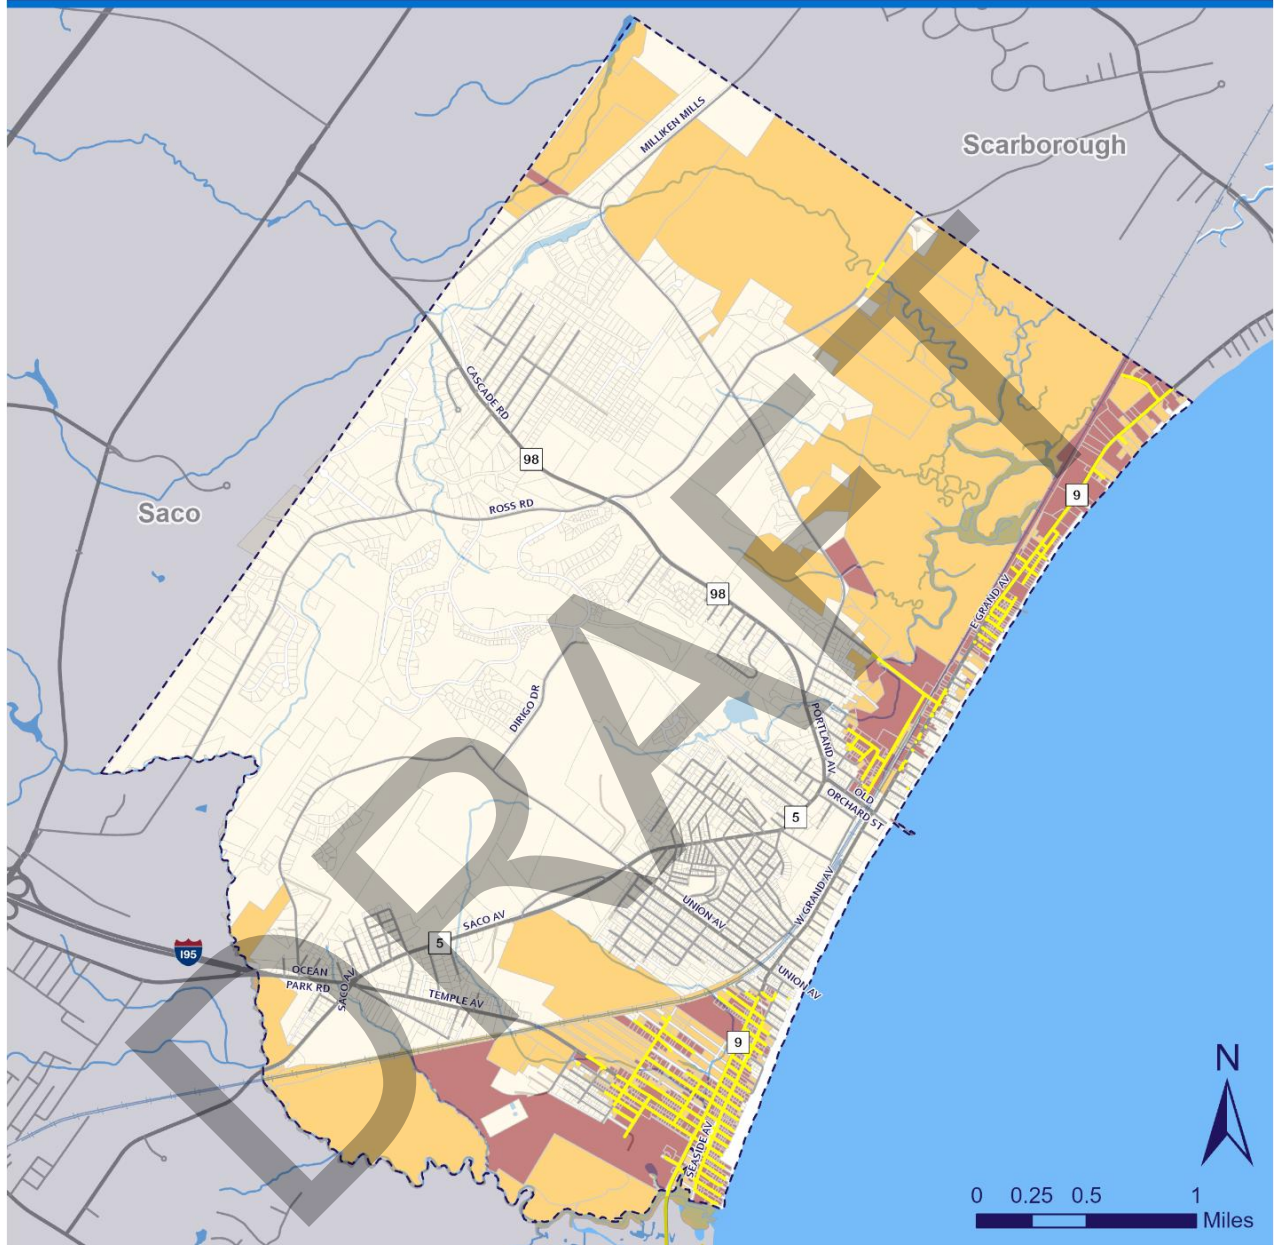 Scarborough
MILLIKEN MILLS
CASCADE RD
98
9
Saco
ROSS RD
98
E GRAND AV
DIRIGO DR
PORTLAND AV
OLD
ORCHARD ST
5
W GRAND AV
UNION AV
SACO AV
5
I95
OCEAN
PARK RD
SACO AV
TEMPLE AV
UNION AV
9
SEASIDE AV
DRAFT
N
0 0.25 0.5 1
Miles